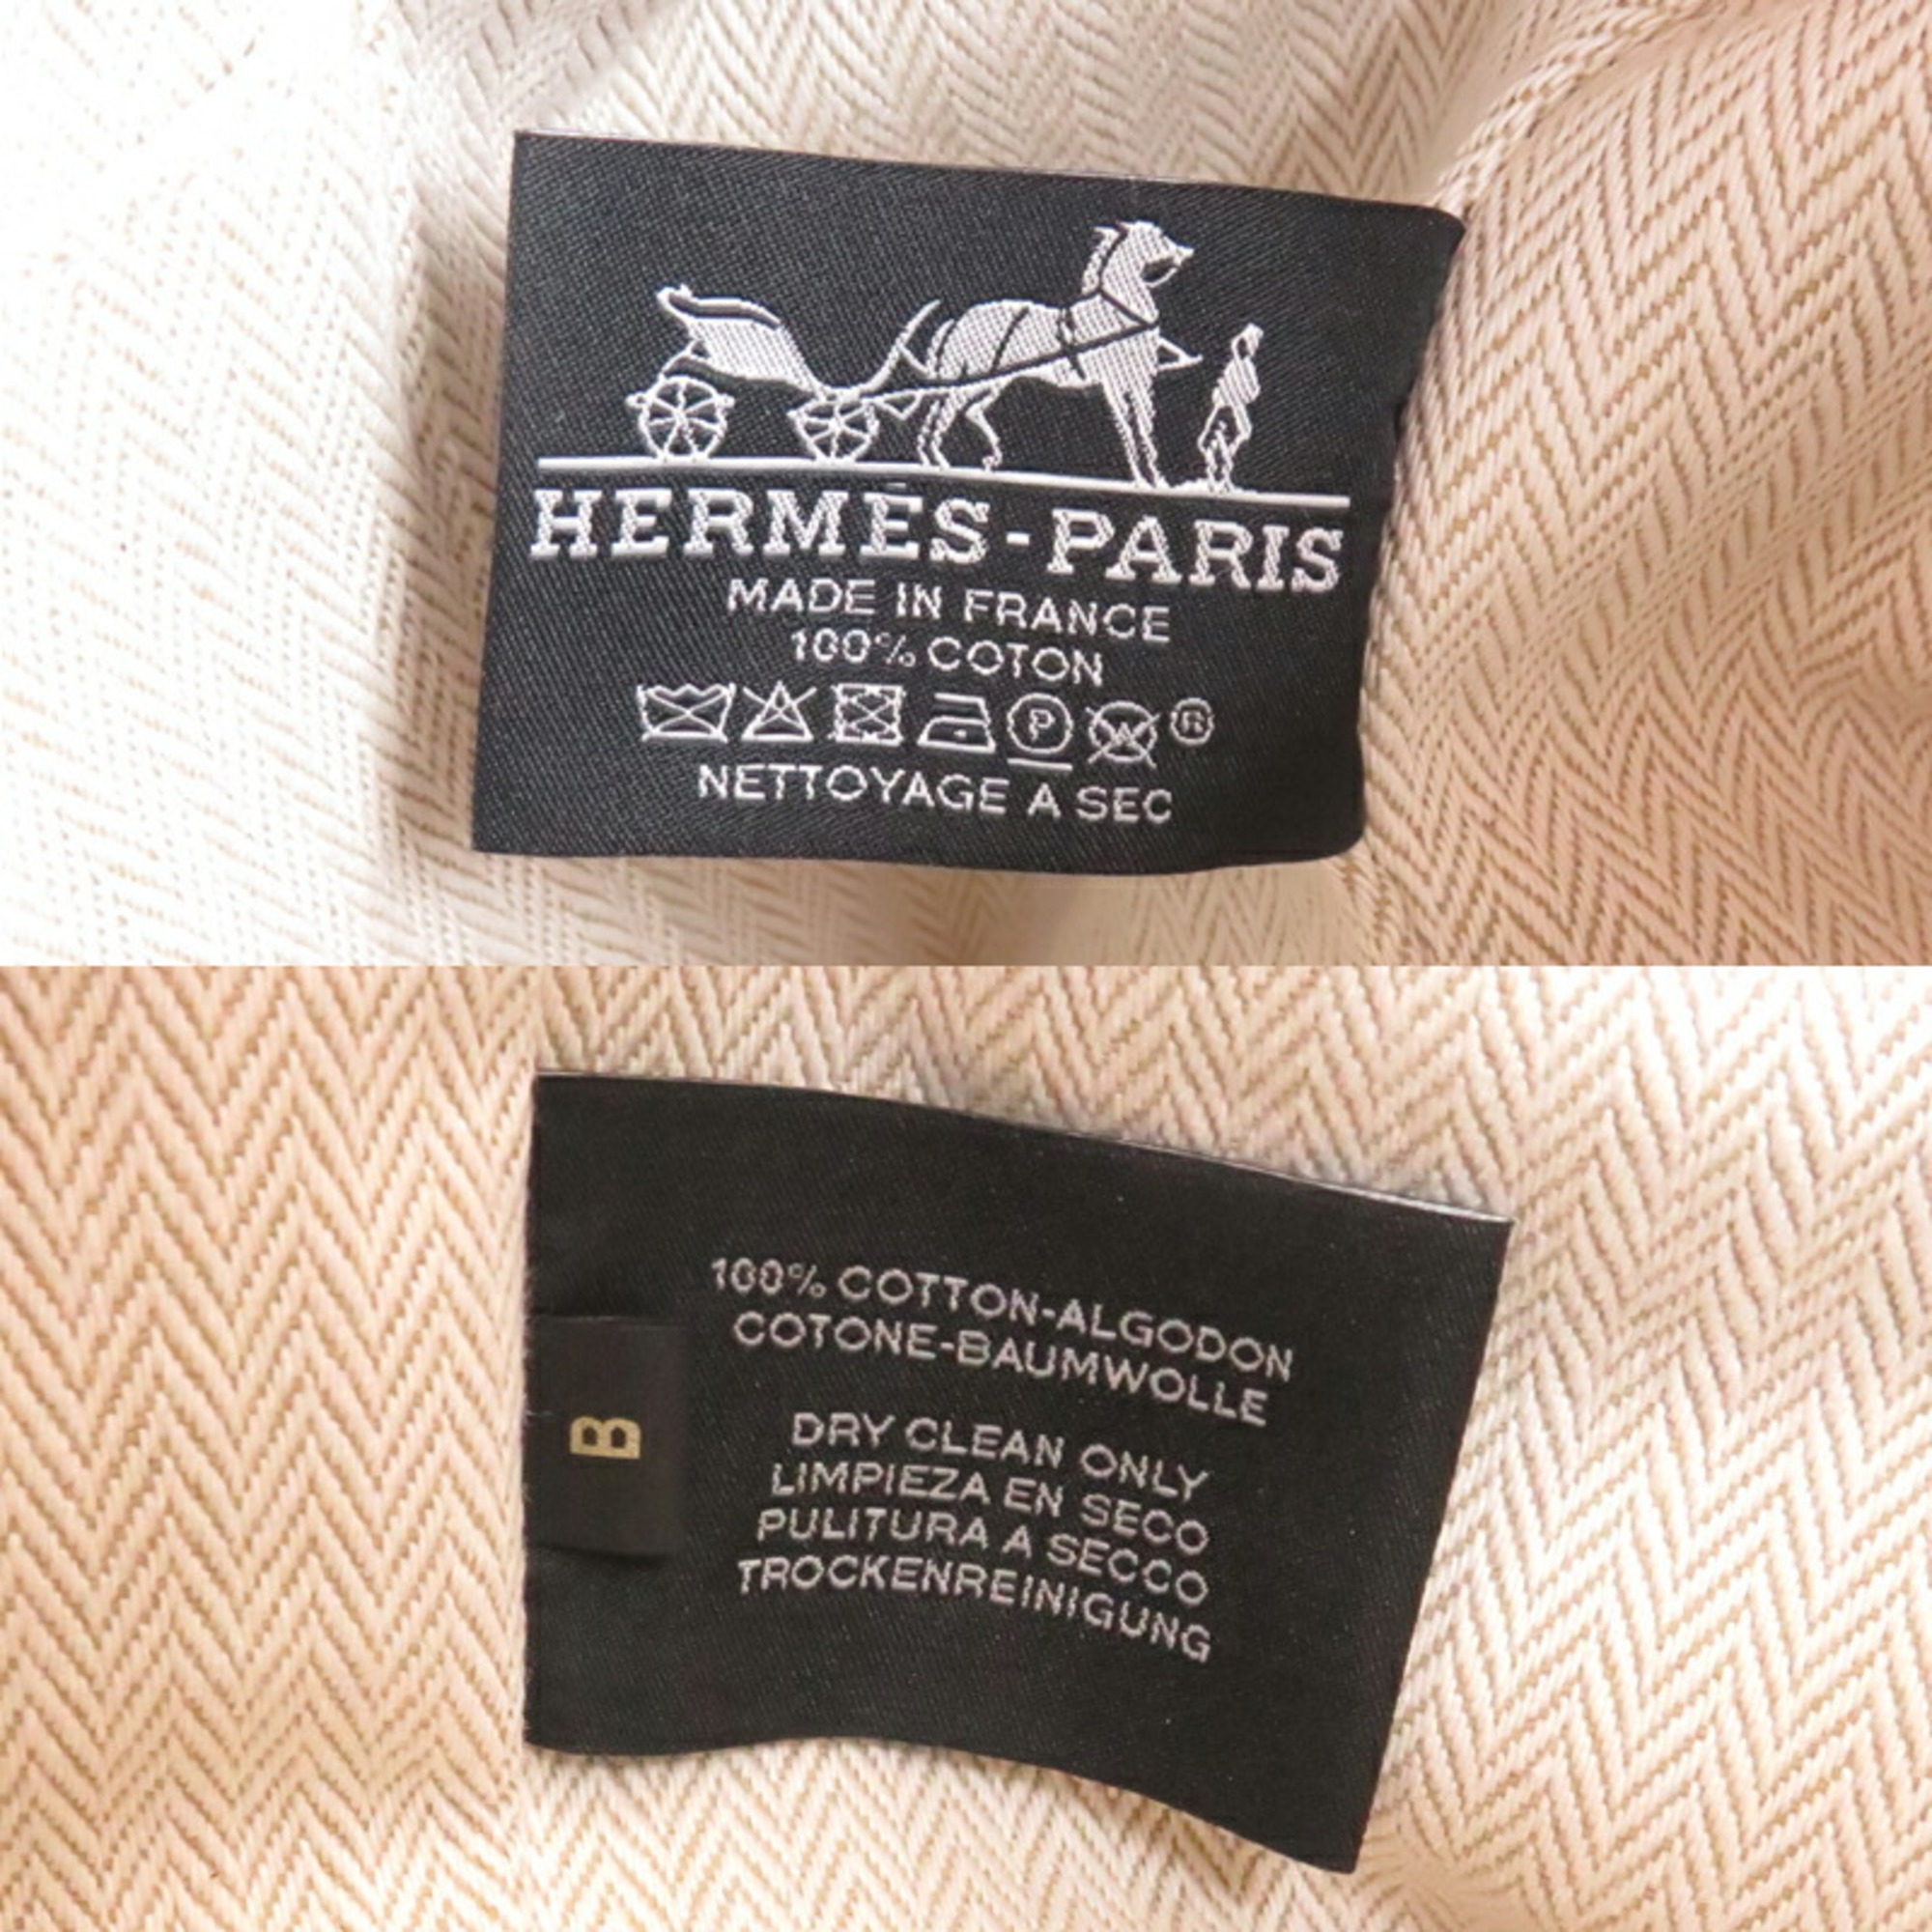 HERMÈS-PARIS
MADE IN FRANCE
100% COTON
P W ®
NETTOYAGE A SEC
100% COTTON-ALGODON
COTONE-BAUMWOLLE
B
DRY CLEAN ONLY
LIMPIEZA EN SECO
PULITURA A SECCO
TROCKENREINIGUNG